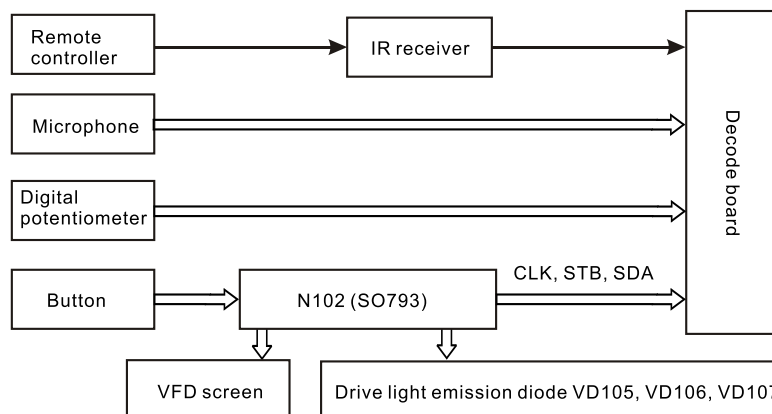 Remote
controller
IR receiver
Microphone
Digital
potentiometer
Button
N102 (SO793)
CLK, STB, SDA
Decode board
VFD screen
Drive light emission diode VD105, VD106, VD107